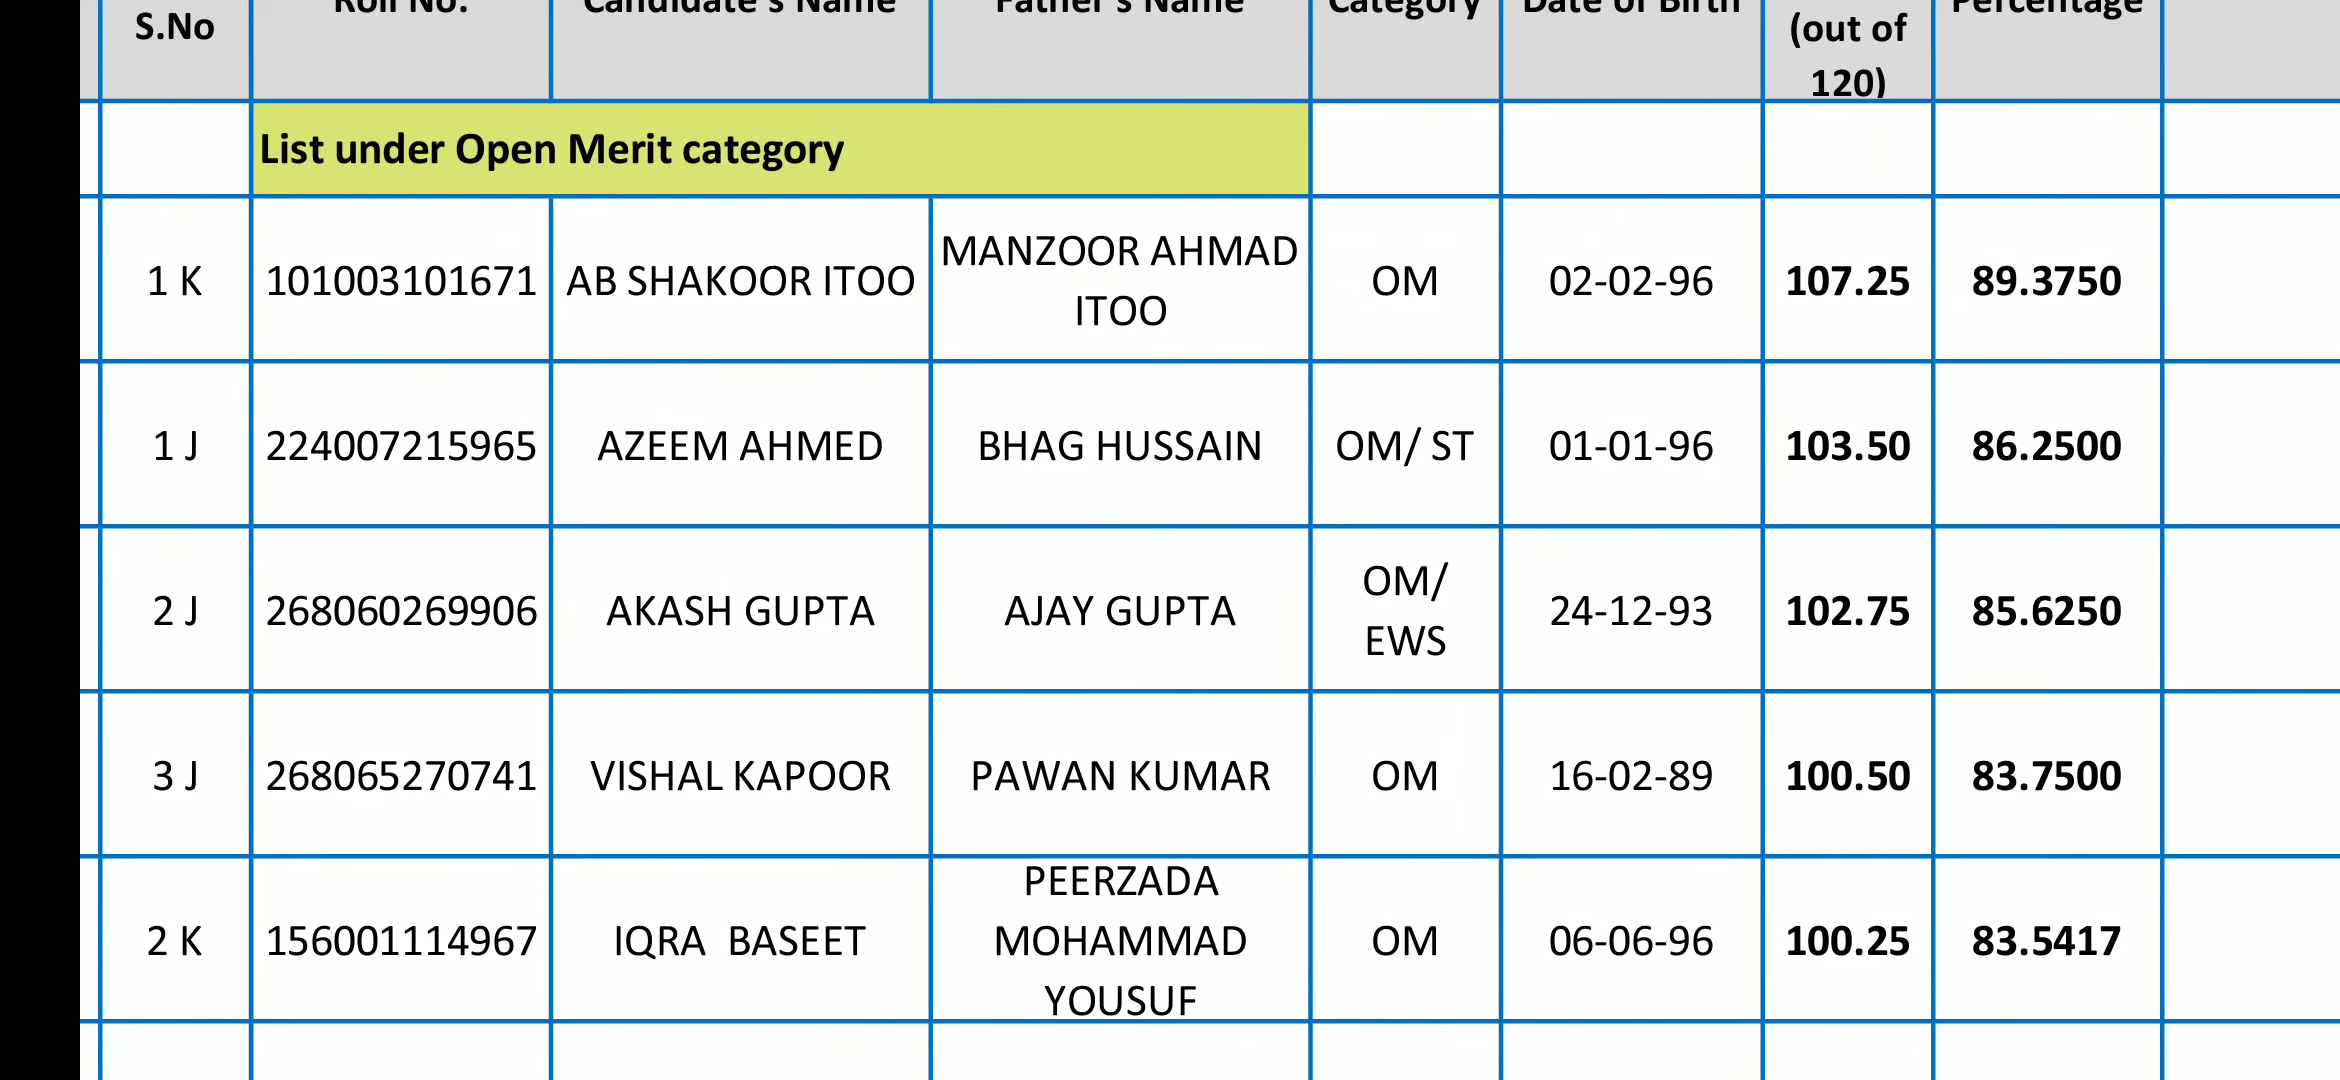 S.No Roll No. Candidate's Name Father's Name Category Date of Birth (out of 120) Percentage
List under Open Merit category
1 K 101003101671 AB SHAKOOR ITOO MANZOOR AHMAD ITOO OM 02-02-96 107.25 89.3750
1 J 224007215965 AZEEM AHMED BHAG HUSSAIN OM/ ST 01-01-96 103.50 86.2500
2 J 268060269906 AKASH GUPTA AJAY GUPTA OM/ EWS 24-12-93 102.75 85.6250
3 J 268065270741 VISHAL KAPOOR PAWAN KUMAR OM 16-02-89 100.50 83.7500
2 K 156001114967 IQRA  BASEET PEERZADA MOHAMMAD YOUSUF OM 06-06-96 100.25 83.5417